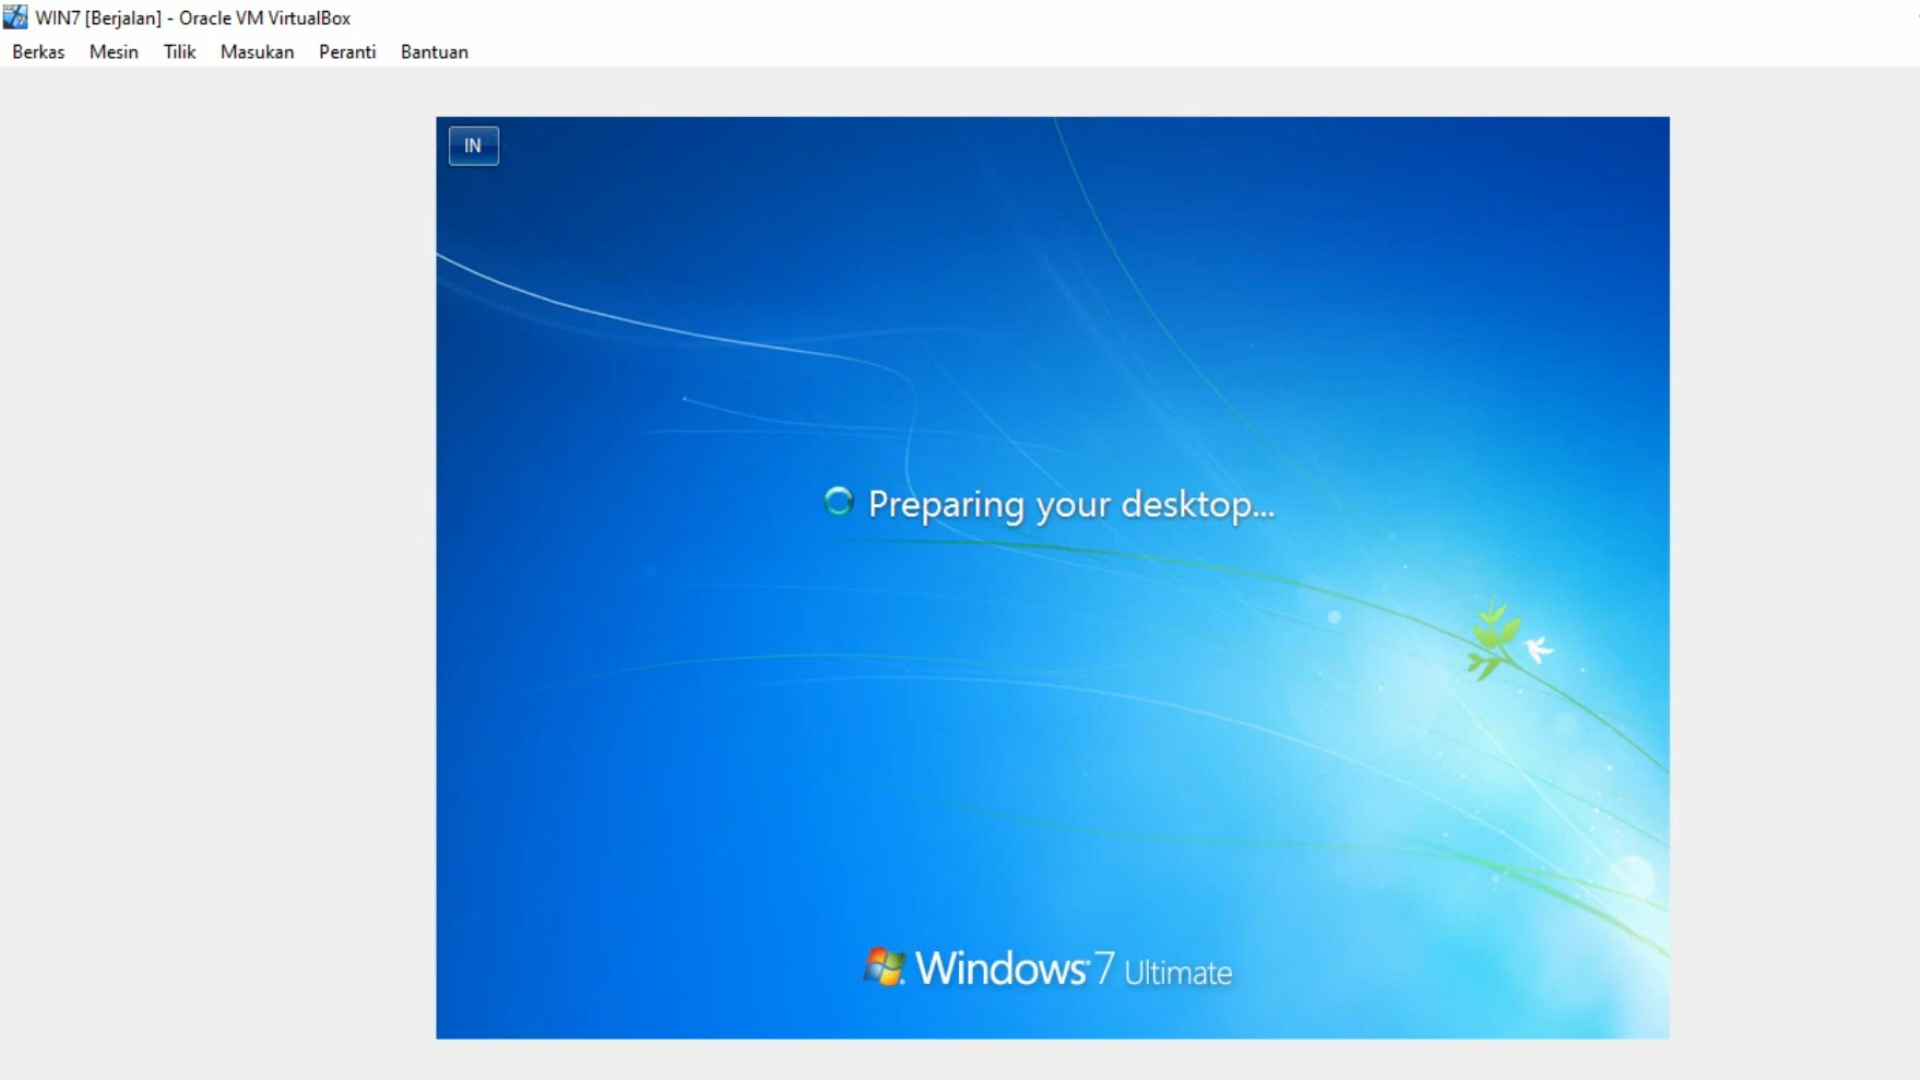 WIN7 [Berjalan] - Oracle VM VirtualBox
Berkas Mesin Tilik Masukan Peranti Bantuan
IN
Preparing your desktop...
Windows 7 Ultimate